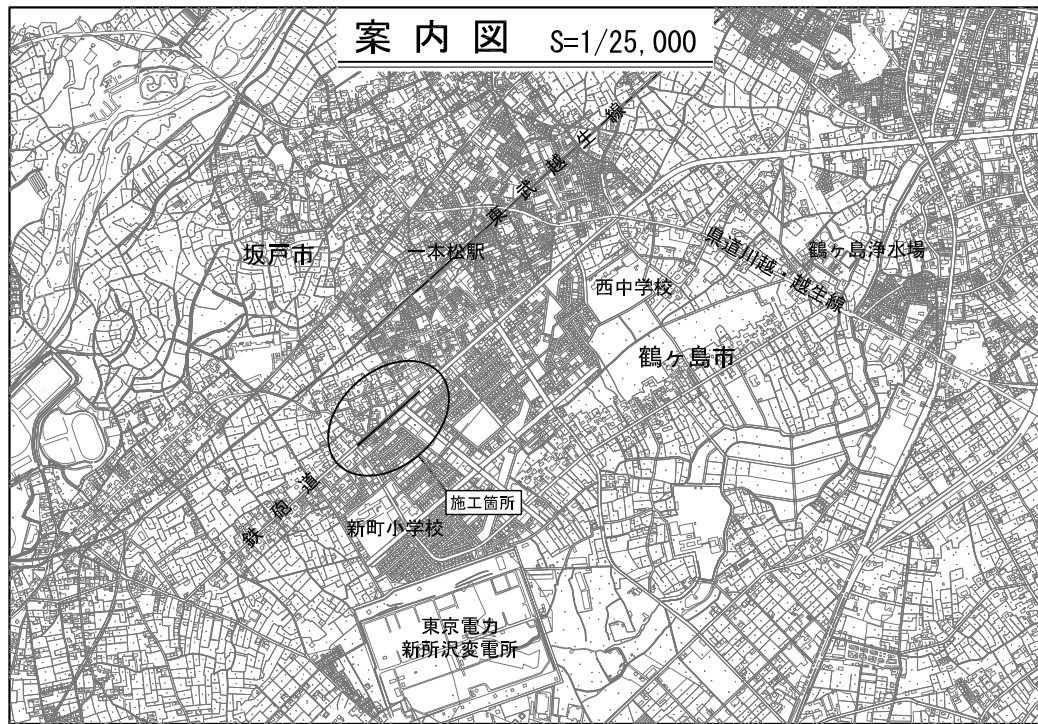 案内図 S=1/25,000
東武越生線
坂戸市
一本松駅
県道川越・越生線
鶴ヶ島浄水場
西中学校
鶴ヶ島市
施工箇所
鉄砲道
新町小学校
東京電力
新所沢変電所